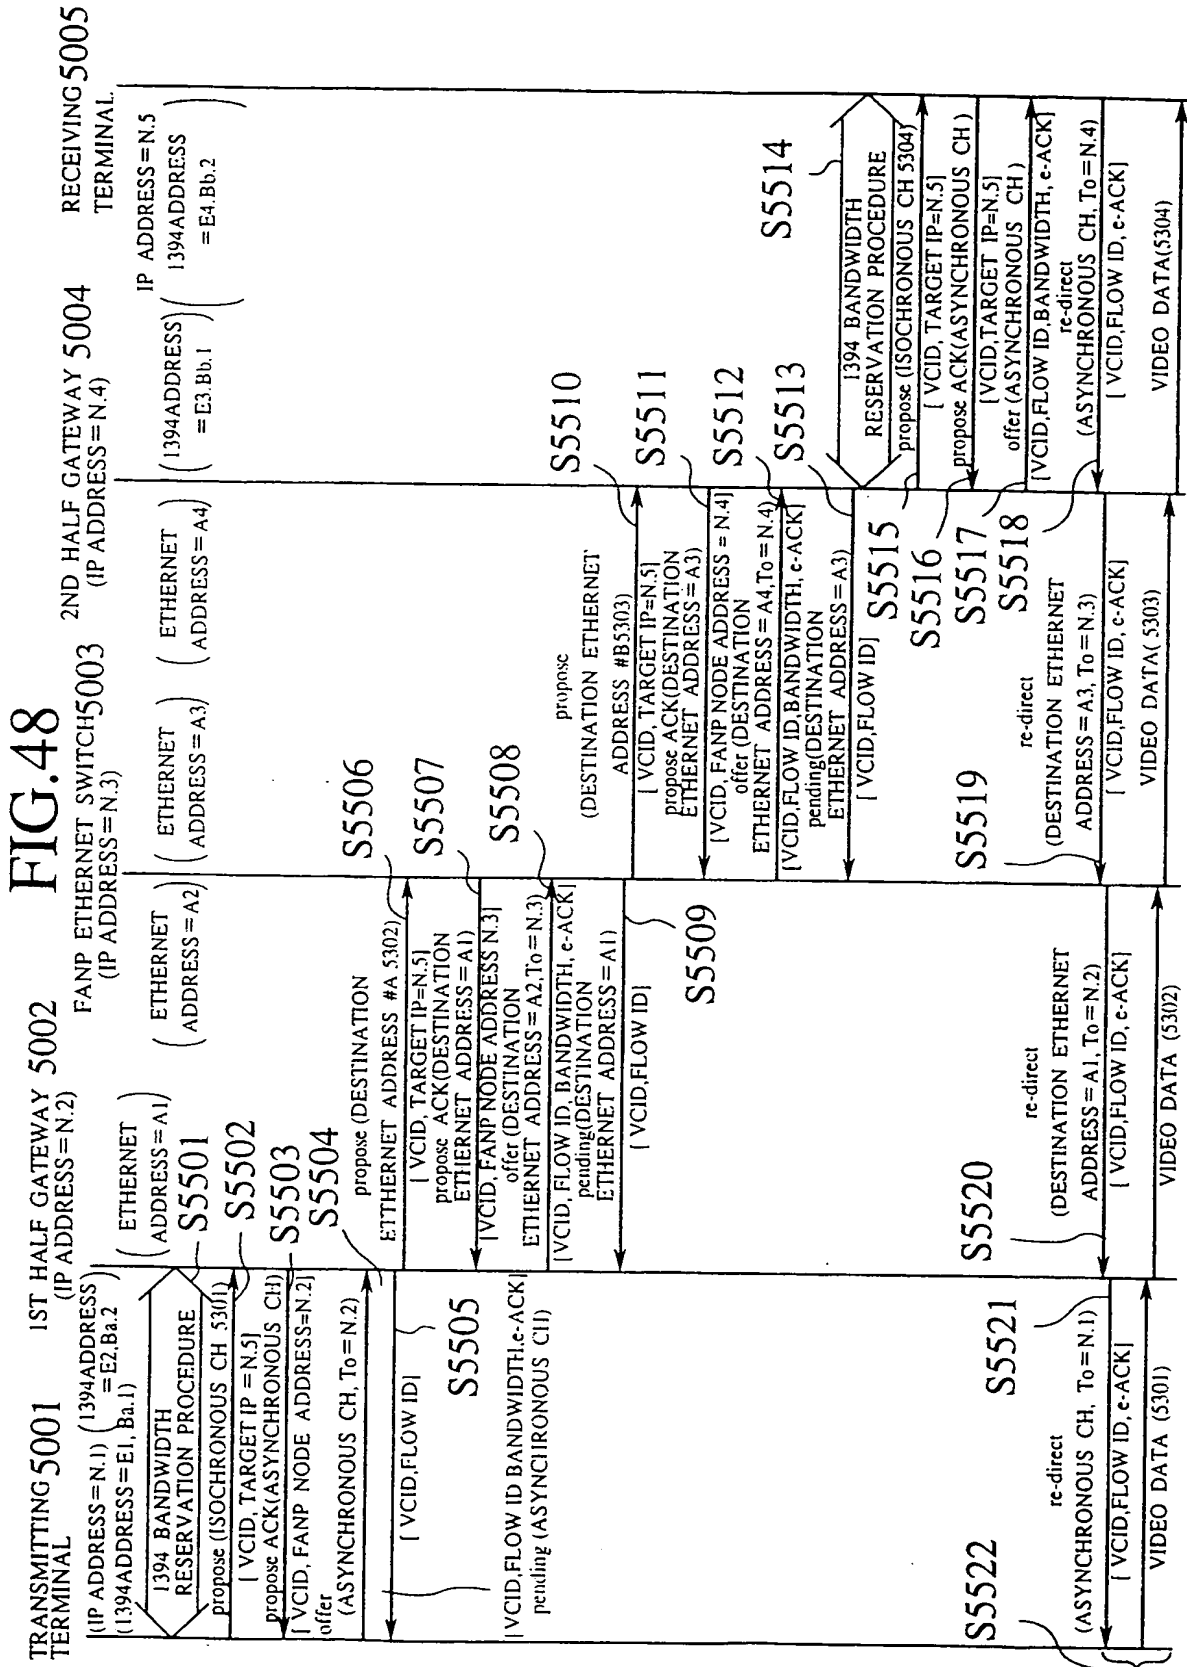 FIG.48
TRANSMITTING 5001
TERMINAL
(IP ADDRESS=N.1)
(1394ADDRESS=E1, Ba.1)
1ST HALF GATEWAY 5002
(IP ADDRESS=N.2)
(1394ADDRESS
=E2,Ba.2)
(ETHERNET
ADDRESS=A1)
FANP ETHERNET SWITCH 5003
(IP ADDRESS=N.3)
(ETHERNET
ADDRESS=A2)
(ETHERNET
ADDRESS=A3)
2ND HALF GATEWAY 5004
(IP ADDRESS=N.4)
(ETHERNET
ADDRESS=A4)
(1394ADDRESS
=E3.Bb.1)
RECEIVING 5005
TERMINAL
IP ADDRESS=N.5
(1394ADDRESS
=E4.Bb.2)
1394 BANDWIDTH
RESERVATION PROCEDURE
S5501
propose (ISOCHRONOUS CH 5301)
[ VCID, TARGET IP =N.5]
S5502
propose ACK(ASYNCHRONOUS CH)
[ VCID, FANP NODE ADDRESS=N.2]
S5503
offer
(ASYNCHRONOUS CH, To=N.2)
S5504
[ VCID,FLOW ID]
S5505
[VCID,FLOW ID BANDWIDTH,e-ACK]
pending (ASYNCHRONOUS CH)
propose (DESTINATION
ETTHERNET ADDRESS #A 5302)
[ VCID, TARGET IP=N.5]
S5506
propose ACK(DESTINATION
ETHERNET ADDRESS=A1)
[VCID, FANP NODE ADDRESS N.3]
S5507
offer (DESTINATION
ETHERNET ADDRESS=A2,To=N.3)
[VCID, FLOW ID, BANDWIDTH, e-ACK]
S5508
pending(DESTINATION
ETHERNET ADDRESS=A1)
[ VCID,FLOW ID]
S5509
propose
(DESTINATION ETHERNET
ADDRESS #B5303)
[ VCID, TARGET IP=N.5]
S5510
propose ACK(DESTINATION
ETHERNET ADDRESS=A3)
[VCID, FANP NODE ADDRESS =N.4]
S5511
offer (DESTINATION
ETHERNET ADDRESS=A4,To=N.4)
[VCID,FLOW ID,BANDWIDTH, e-ACK]
S5512
pending(DESTINATION
ETHERNET ADDRESS=A3)
[ VCID,FLOW ID]
S5513
1394 BANDWIDTH
RESERVATION PROCEDURE
S5514
propose (ISOCHRONOUS CH 5304)
[ VCID, TARGET IP=N.5]
S5515
propose ACK(ASYNCHRONOUS CH )
[VCID,TARGET IP=N.5]
S5516
offer (ASYNCHRONOUS CH)
[VCID,FLOW ID,BANDWIDTH, e-ACK]
S5517
re-direct
(ASYNCHRONOUS CH, To=N.4)
[ VCID,FLOW ID, e-ACK]
S5518
re-direct
(DESTINATION ETHERNET
ADDRESS=A3, To=N.3)
[ VCID,FLOW ID, e-ACK]
S5519
re-direct
(DESTINATION ETHERNET
ADDRESS=A1, To=N.2)
[ VCID,FLOW ID, e-ACK]
S5520
re-direct
(ASYNCHRONOUS CH, To=N.1)
[ VCID,FLOW ID, e-ACK]
S5521
S5522
VIDEO DATA (5301)
VIDEO DATA (5302)
VIDEO DATA( 5303)
VIDEO DATA(5304)